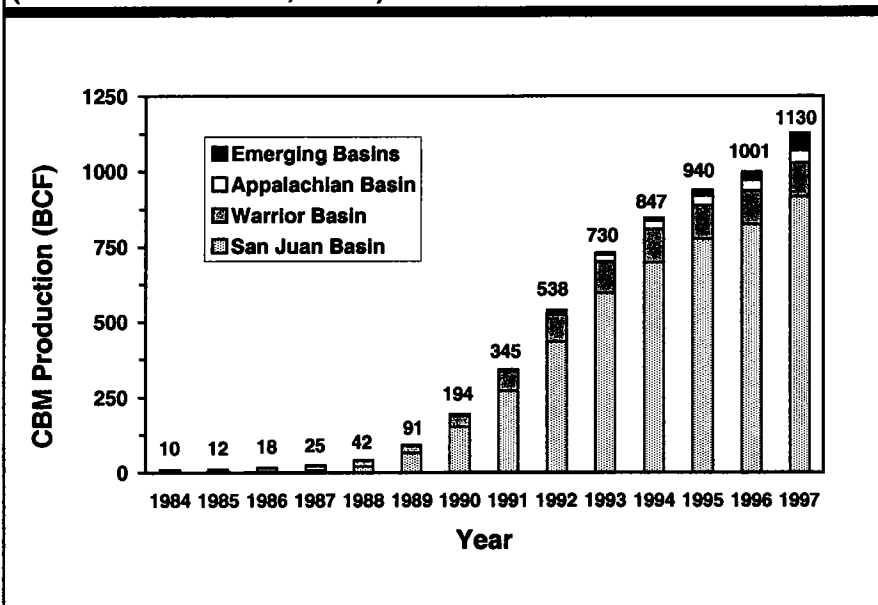 1250
1130
1001
1000
940
847
750
730
538
500
345
250
194
91
42
25
18
12
10
0
Emerging Basins
Appalachian Basin
Warrior Basin
San Juan Basin
CBM Production (BCF)
1984 1985 1986 1987 1988 1989 1990 1991 1992 1993 1994 1995 1996 1997
Year